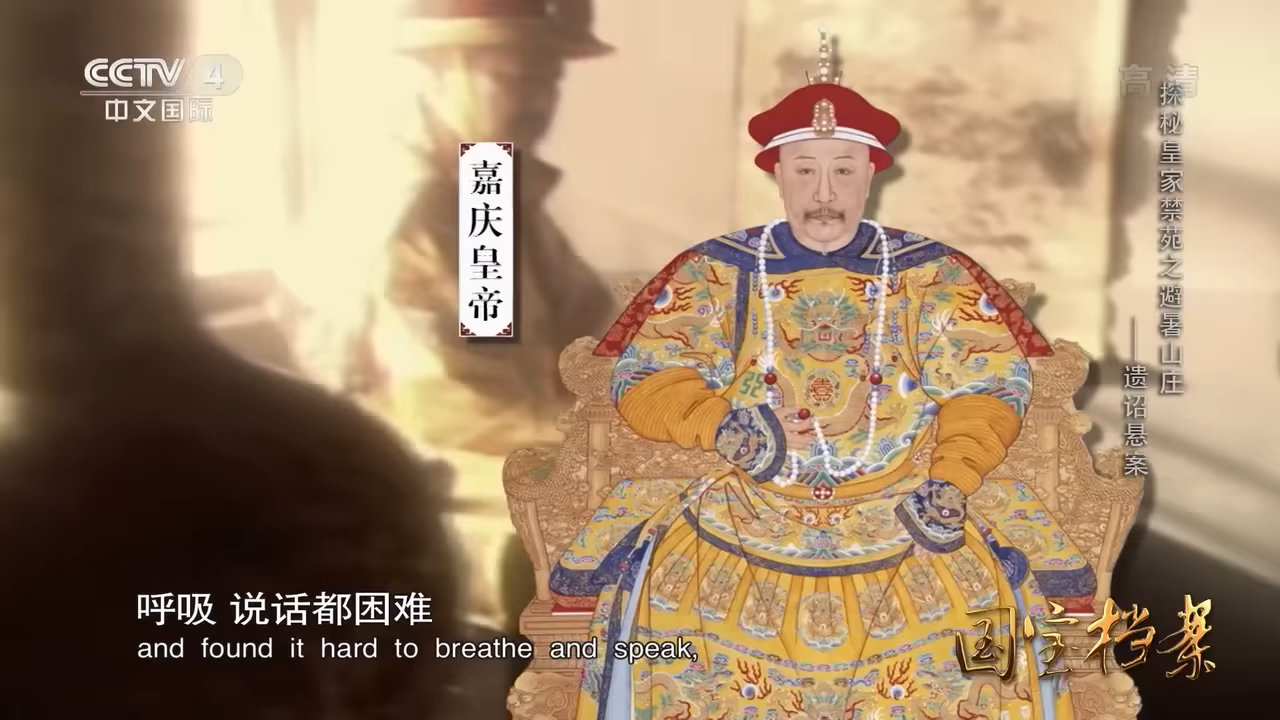 CCTV 4
中文国际
高清
探秘皇家禁苑之避暑山庄
——遗诏悬案
嘉庆皇帝
呼吸 说话都困难
and found it hard to breathe and speak,
国宝档案